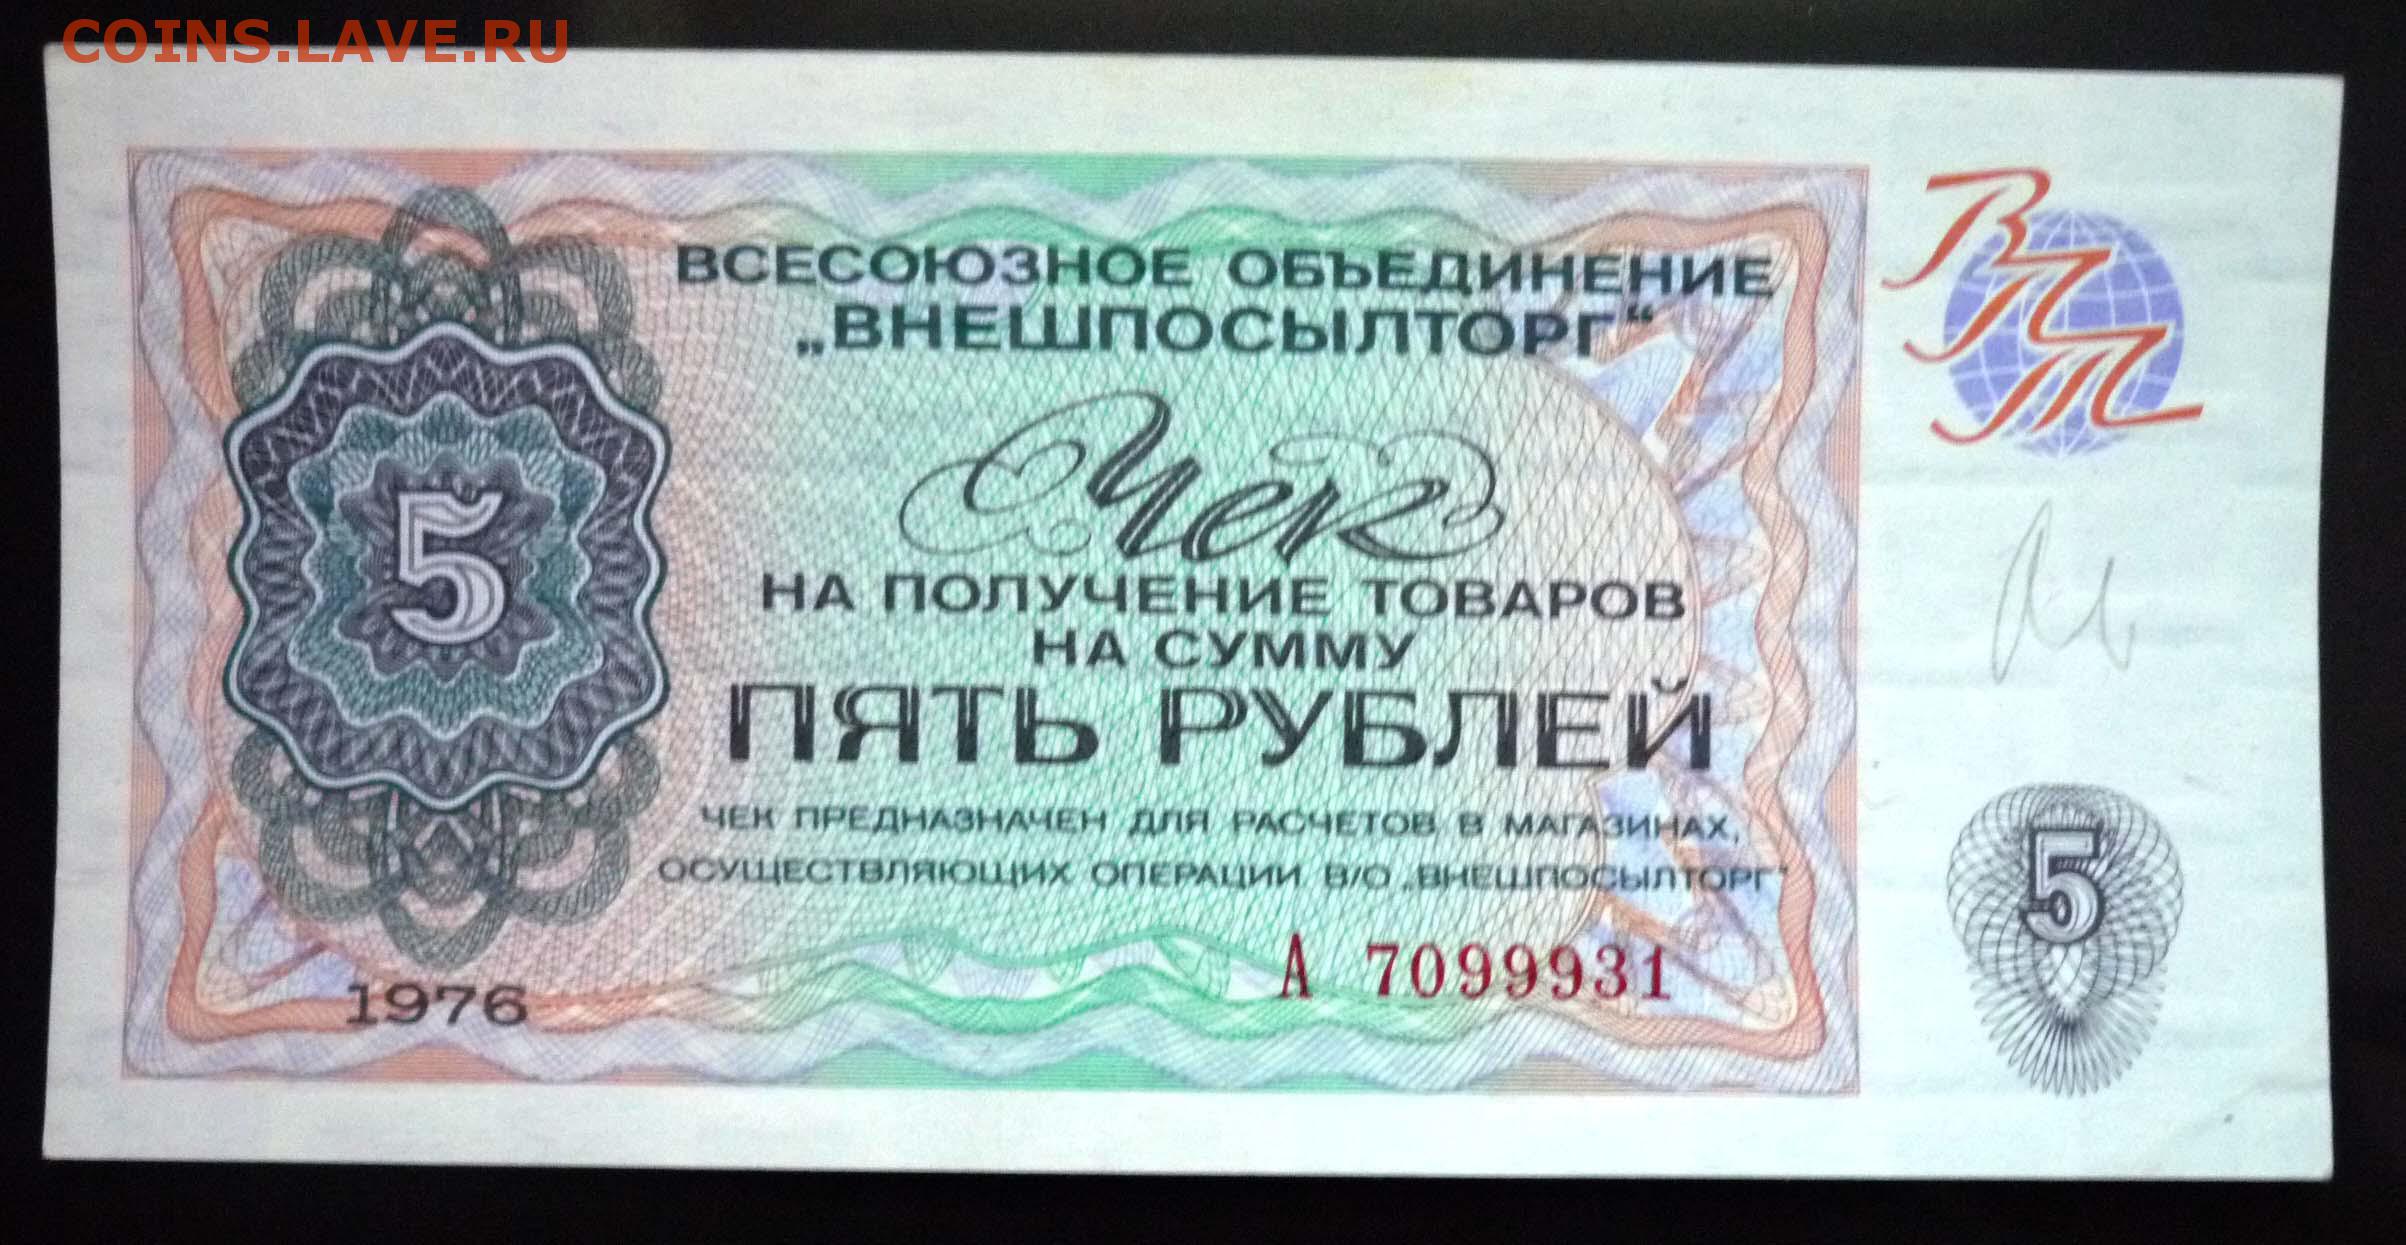 COINS.LAVE.RU
ВСЕСОЮЗНОЕ ОБЪЕДИНЕНИЕ
„ВНЕШПОСЫЛТОРГ“
ВПТ
Чек
НА ПОЛУЧЕНИЕ ТОВАРОВ
НА СУММУ
ПЯТЬ РУБЛЕЙ
5
ЧЕК ПРЕДНАЗНАЧЕН ДЛЯ РАСЧЕТОВ В МАГАЗИНАХ,
ОСУЩЕСТВЛЯЮЩИХ ОПЕРАЦИИ В/О „ВНЕШПОСЫЛТОРГ“
5
А 7099931
1976